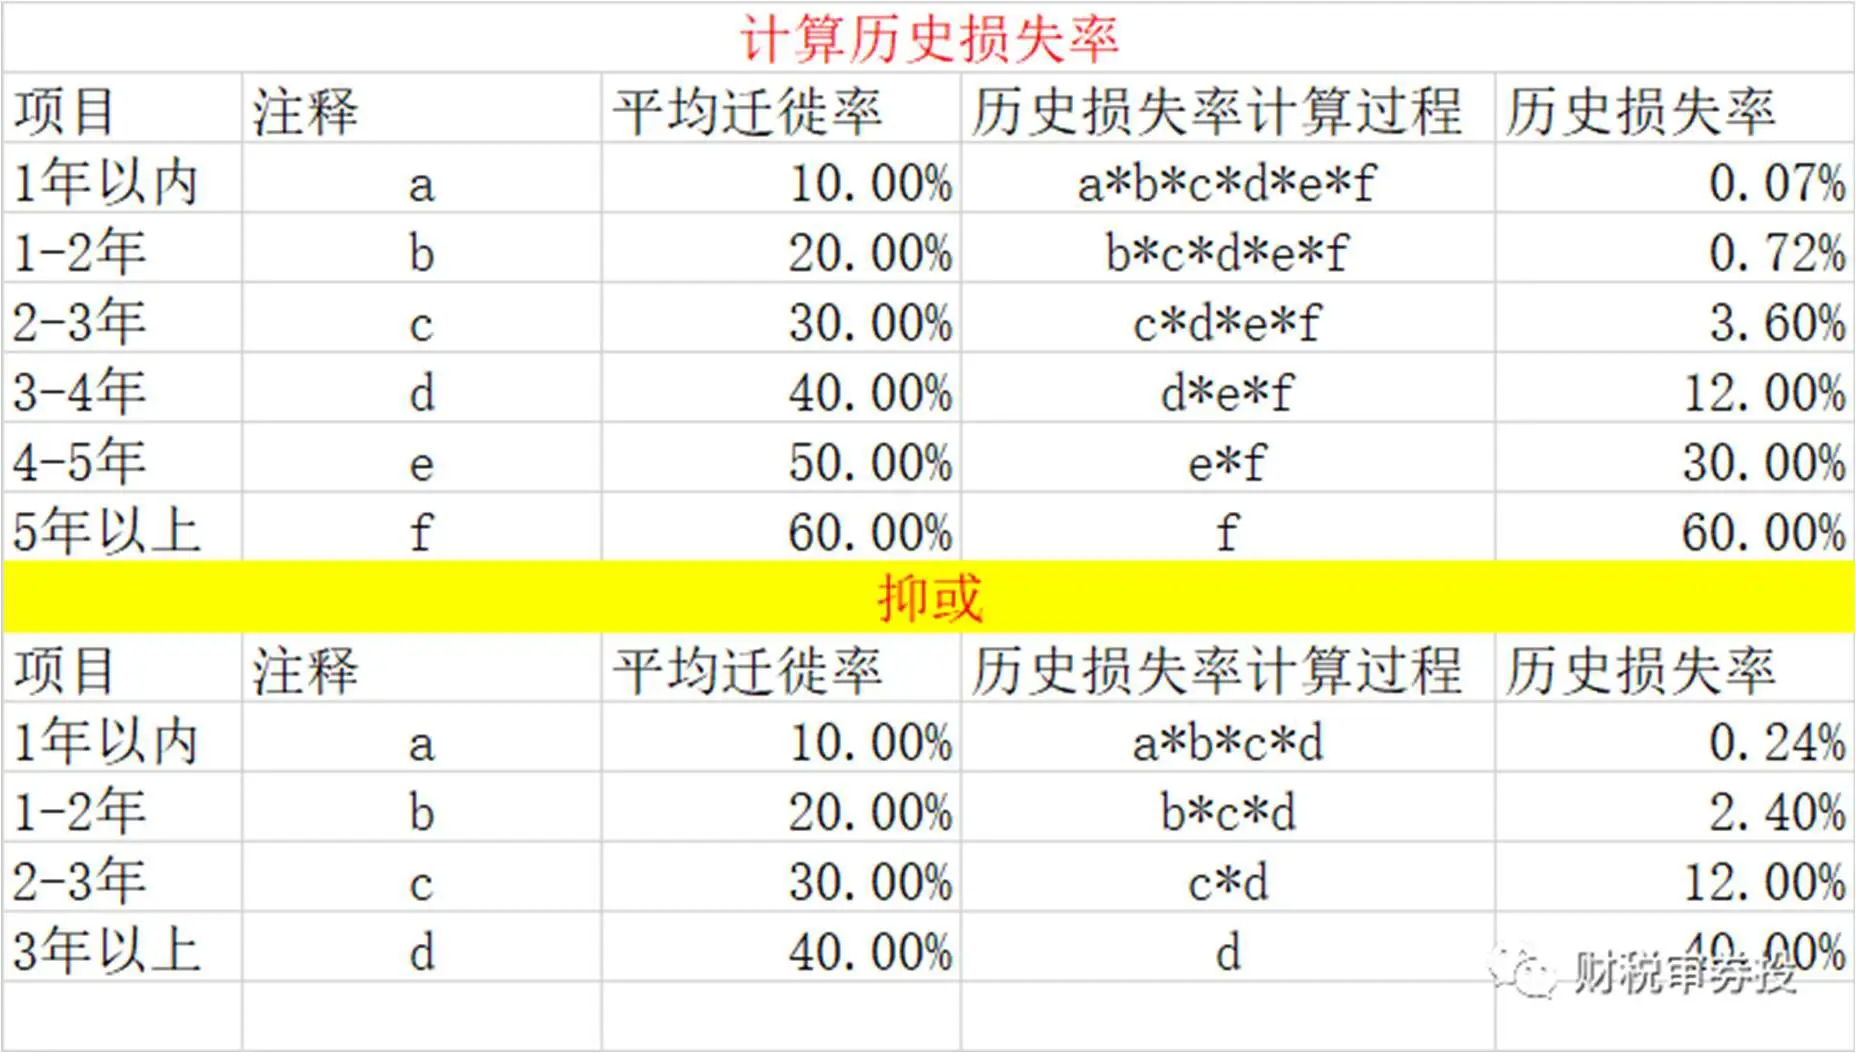 计算历史损失率
项目 注释 平均迁徙率 历史损失率计算过程 历史损失率
1年以内 a 10.00% a*b*c*d*e*f 0.07%
1-2年 b 20.00% b*c*d*e*f 0.72%
2-3年 c 30.00% c*d*e*f 3.60%
3-4年 d 40.00% d*e*f 12.00%
4-5年 e 50.00% e*f 30.00%
5年以上 f 60.00% f 60.00%
抑或
项目 注释 平均迁徙率 历史损失率计算过程 历史损失率
1年以内 a 10.00% a*b*c*d 0.24%
1-2年 b 20.00% b*c*d 2.40%
2-3年 c 30.00% c*d 12.00%
3年以上 d 40.00% d 40.00%
财税审券投